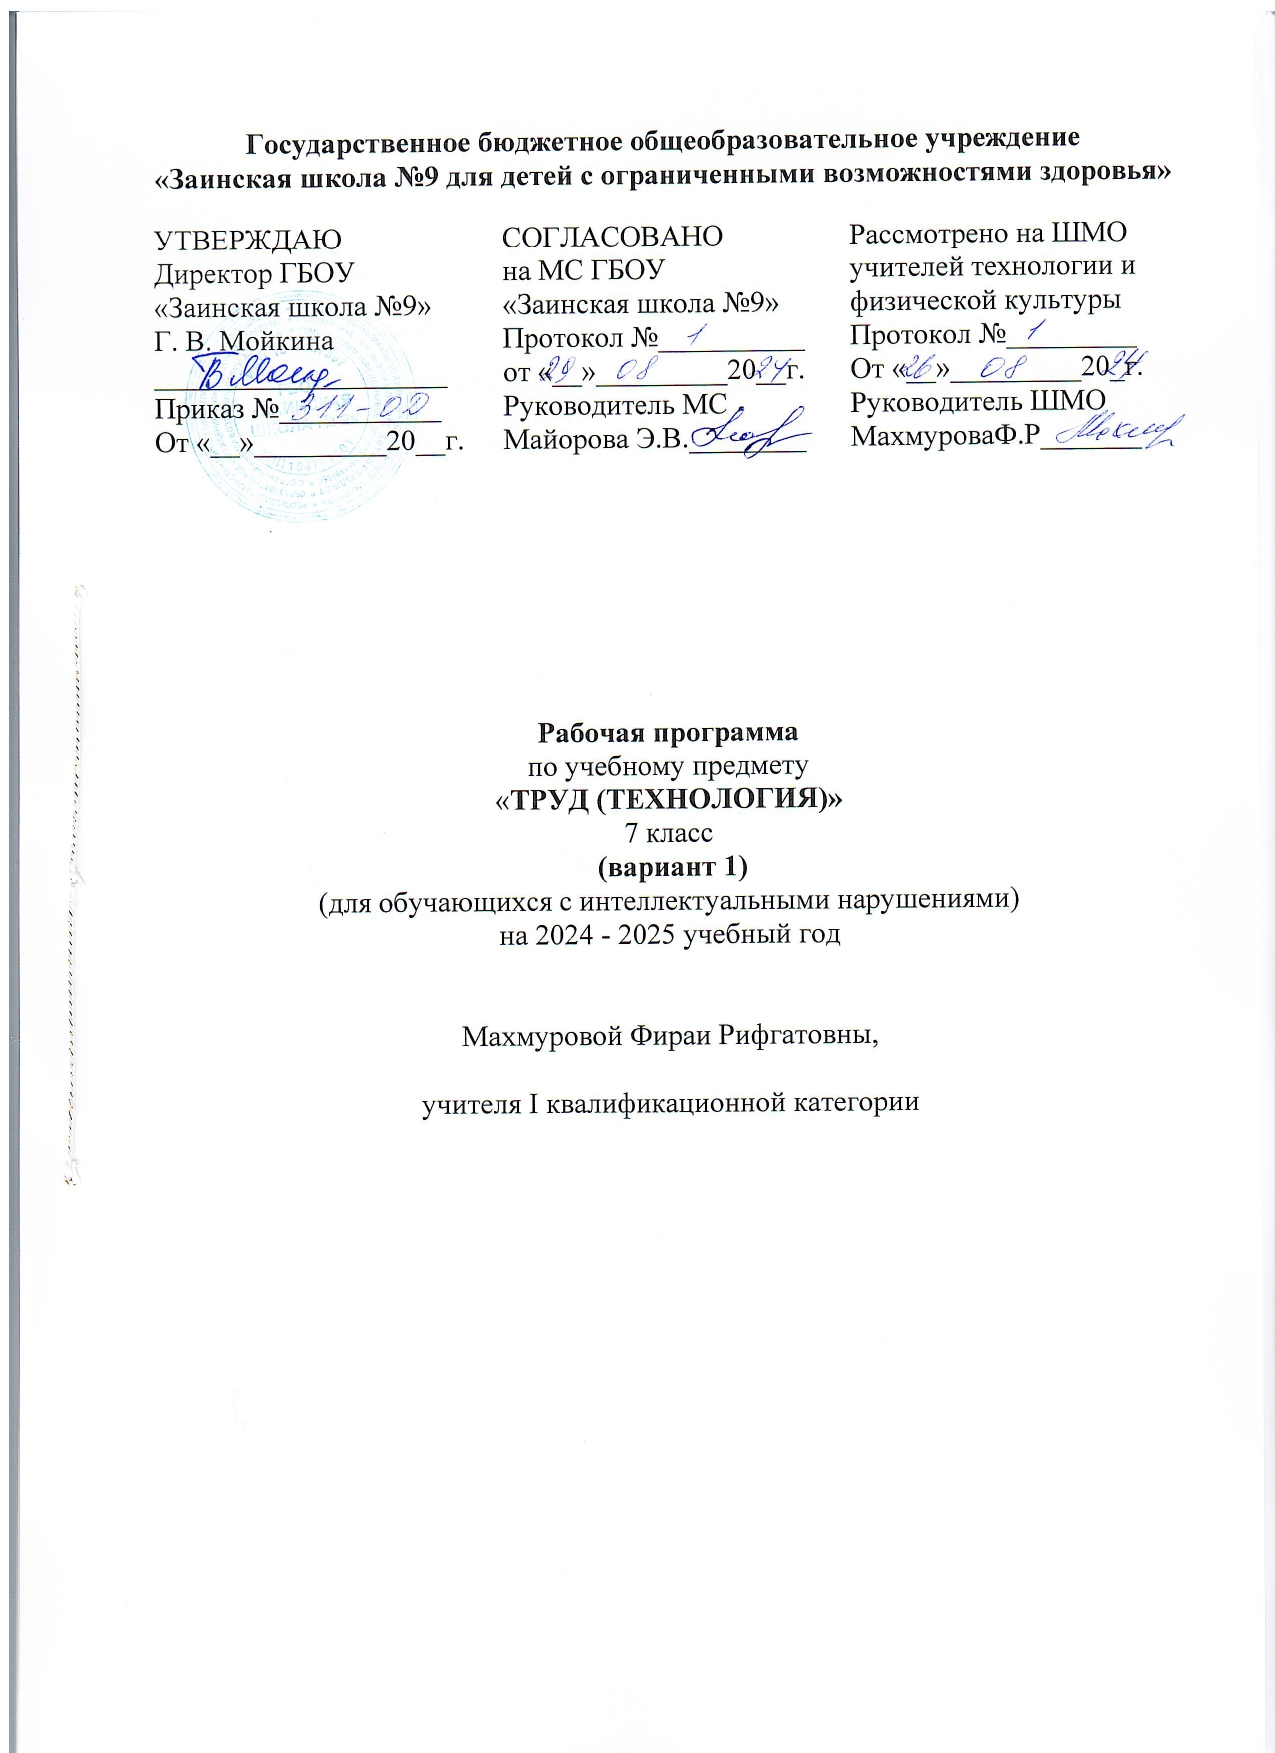 Государственное бюджетное общеобразовательное учреждение
«Заинская школа №9 для детей с ограниченными возможностями здоровья»
УТВЕРЖДАЮ
Директор ГБОУ
«Заинская школа №9»
Г. В. Мойкина
Приказ № 311-ОД
От «__»_________20__г.
СОГЛАСОВАНО
на МС ГБОУ
«Заинская школа №9»
Протокол № 1
от «29» 08 2024г.
Руководитель МС
Майорова Э.В.
Рассмотрено на ШМО
учителей технологии и
физической культуры
Протокол № 1
От «26» 08 2024г.
Руководитель ШМО
МахмуроваФ.Р
Рабочая программа
по учебному предмету
«ТРУД (ТЕХНОЛОГИЯ)»
7 класс
(вариант 1)
(для обучающихся с интеллектуальными нарушениями)
на 2024 - 2025 учебный год
Махмуровой Фираи Рифгатовны,
учителя I квалификационной категории